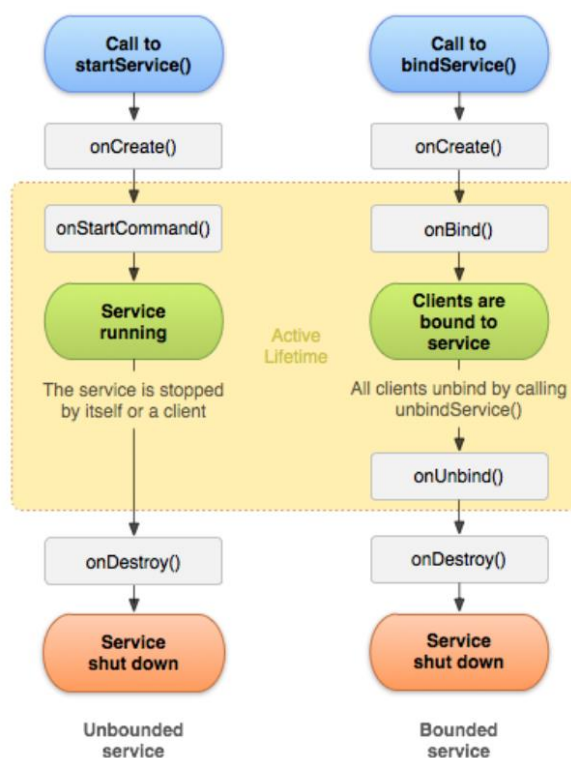 Call to
startService()
onCreate()
onStartCommand()
Service
running
The service is stopped
by itself or a client
onDestroy()
Service
shut down
Unbounded
service
Active
Lifetime
Call to
bindService()
onCreate()
onBind()
Clients are
bound to
service
All clients unbind by calling
unbindService()
onUnbind()
onDestroy()
Service
shut down
Bounded
service